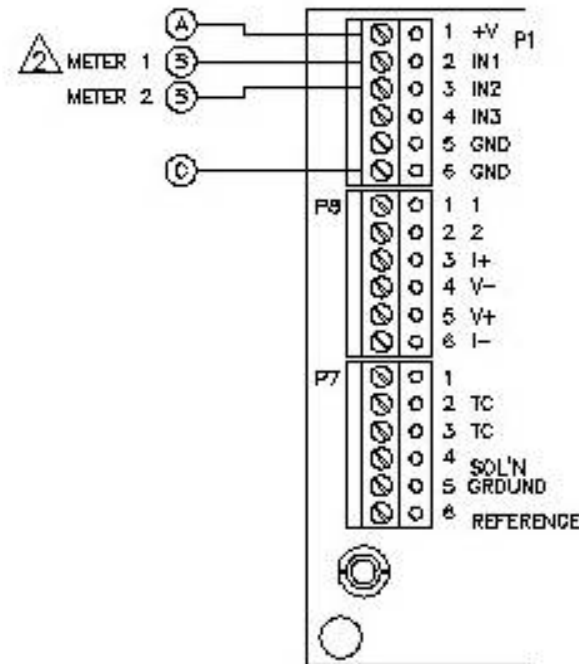 A
1 +V P1
2 METER 1 B 2 IN1
METER 2 B 3 IN2
4 IN3
5 GND
C 6 GND
P8 1 1
2 2
3 I+
4 V-
5 V+
6 I-
P7 1
2 TC
3 TC
4 SOL'N
5 GROUND
6 REFERENCE